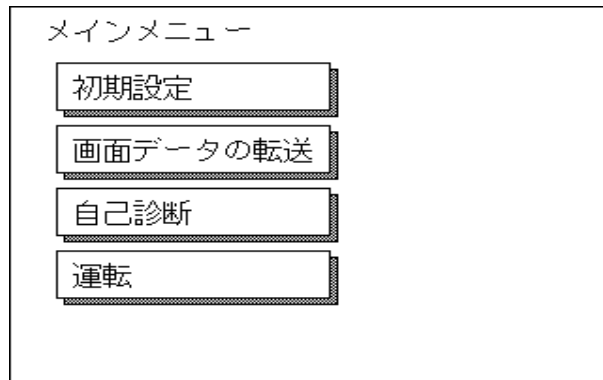 メインメニュー
初期設定
画面データの転送
自己診断
運転